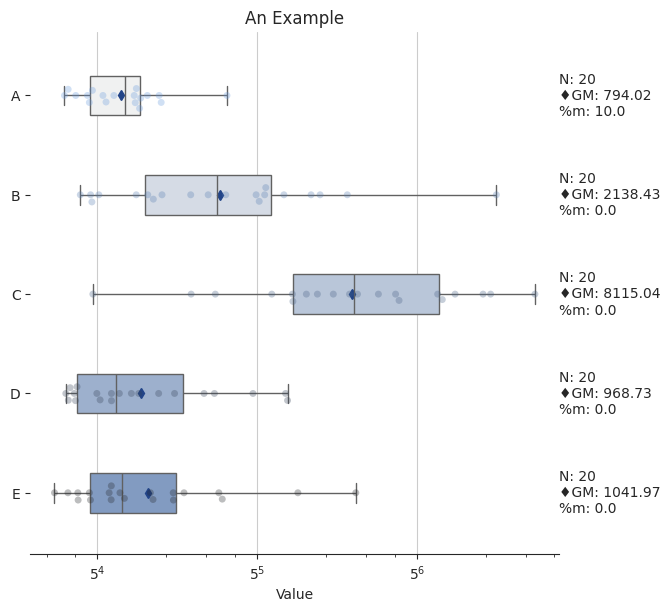 An Example
A
N: 20
♦GM: 794.02
%m: 10.0
B
N: 20
♦GM: 2138.43
%m: 0.0
C
N: 20
♦GM: 8115.04
%m: 0.0
D
N: 20
♦GM: 968.73
%m: 0.0
E
N: 20
♦GM: 1041.97
%m: 0.0
5⁴ 5⁵ 5⁶
Value